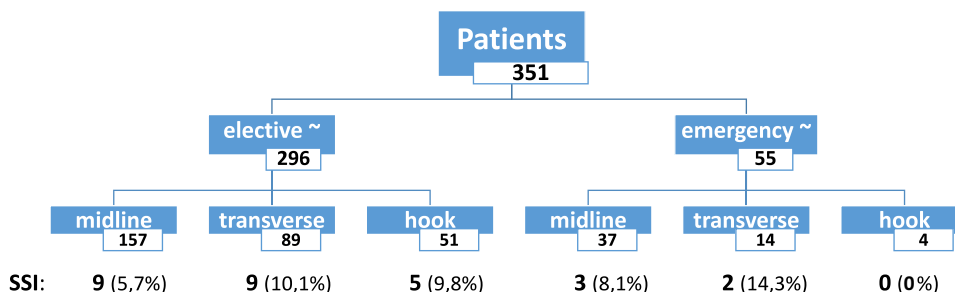 Patients
351
elective ~ emergency ~
296 55
midline transverse hook midline transverse hook
157 89 51 37 14 4
SSI: 9 (5,7%) 9 (10,1%) 5 (9,8%) 3 (8,1%) 2 (14,3%) 0 (0%)